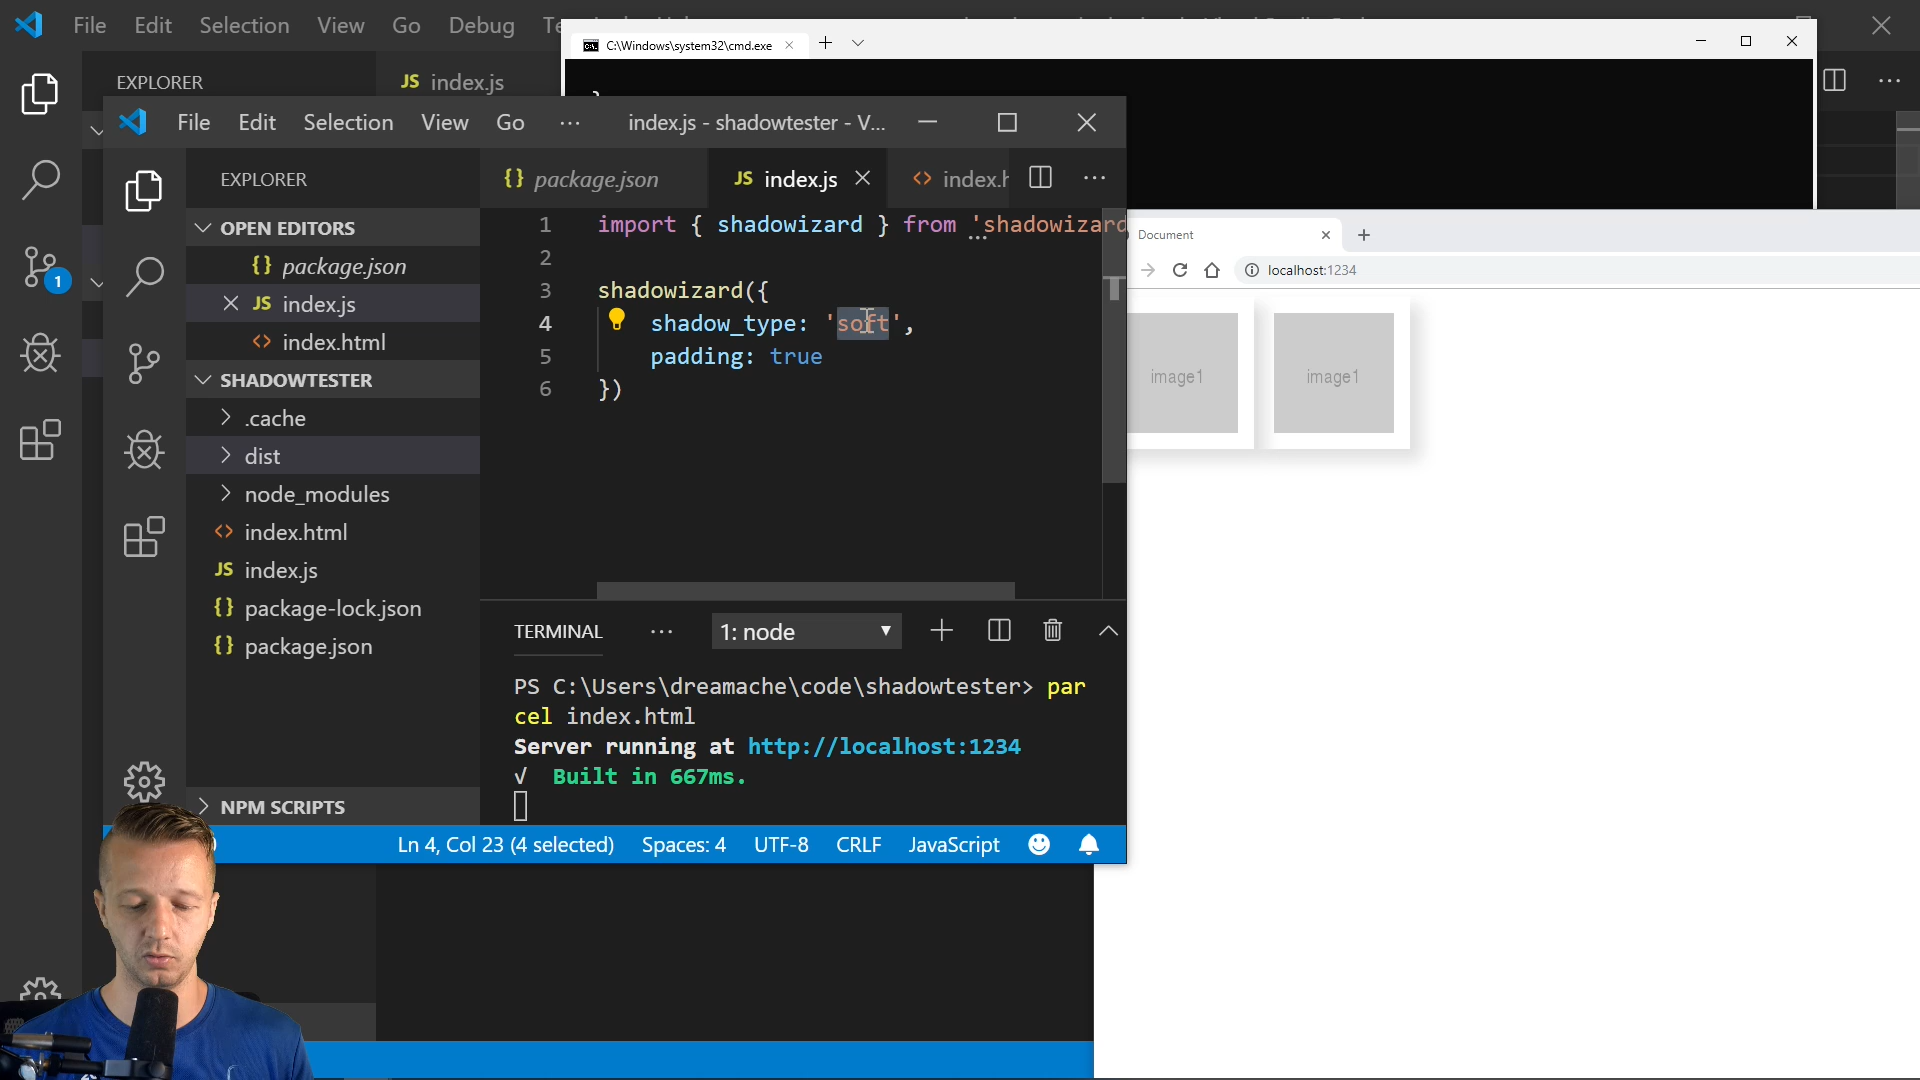 File Edit Selection View Go Debug
C:\Windows\system32\cmd.exe
EXPLORER
JS index.js
}
File Edit Selection View Go ··· index.js - shadowtester - V...
EXPLORER
{} package.json
JS index.js
<> index.h
OPEN EDITORS
{} package.json
JS index.js
<> index.html
SHADOWTESTER
.cache
dist
node_modules
<> index.html
JS index.js
{} package-lock.json
{} package.json
NPM SCRIPTS
1 import { shadowizard } from 'shadowizard
2
3 shadowizard({
4 shadow_type: 'soft',
5 padding: true
6 })
TERMINAL ··· 1: node
PS C:\Users\dreamache\code\shadowtester> par
cel index.html
Server running at http://localhost:1234
√ Built in 667ms.
Ln 4, Col 23 (4 selected) Spaces: 4 UTF-8 CRLF JavaScript
1
Document
localhost:1234
image1 image1